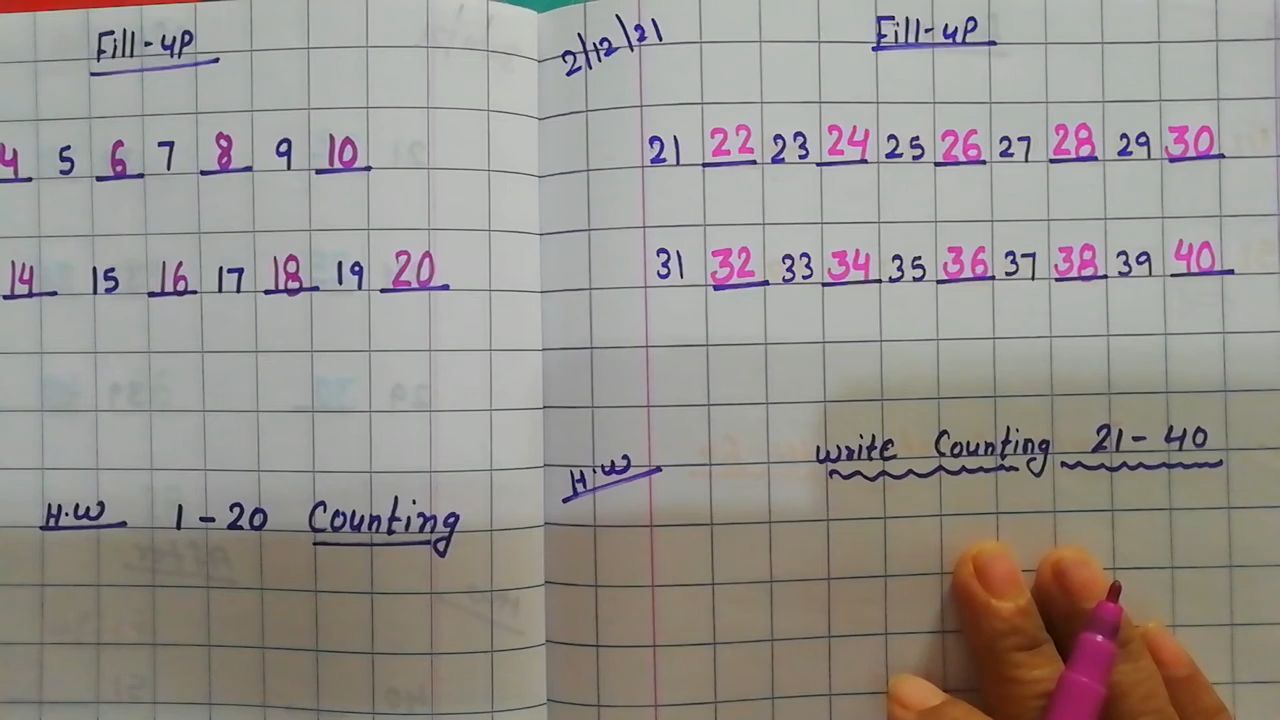 Fill-up
4 5 6 7 8 9 10
14 15 16 17 18 19 20
H.W 1-20 Counting
2/12/21
Fill-up
21 22 23 24 25 26 27 28 29 30
31 32 33 34 35 36 37 38 39 40
H.W Write Counting 21-40